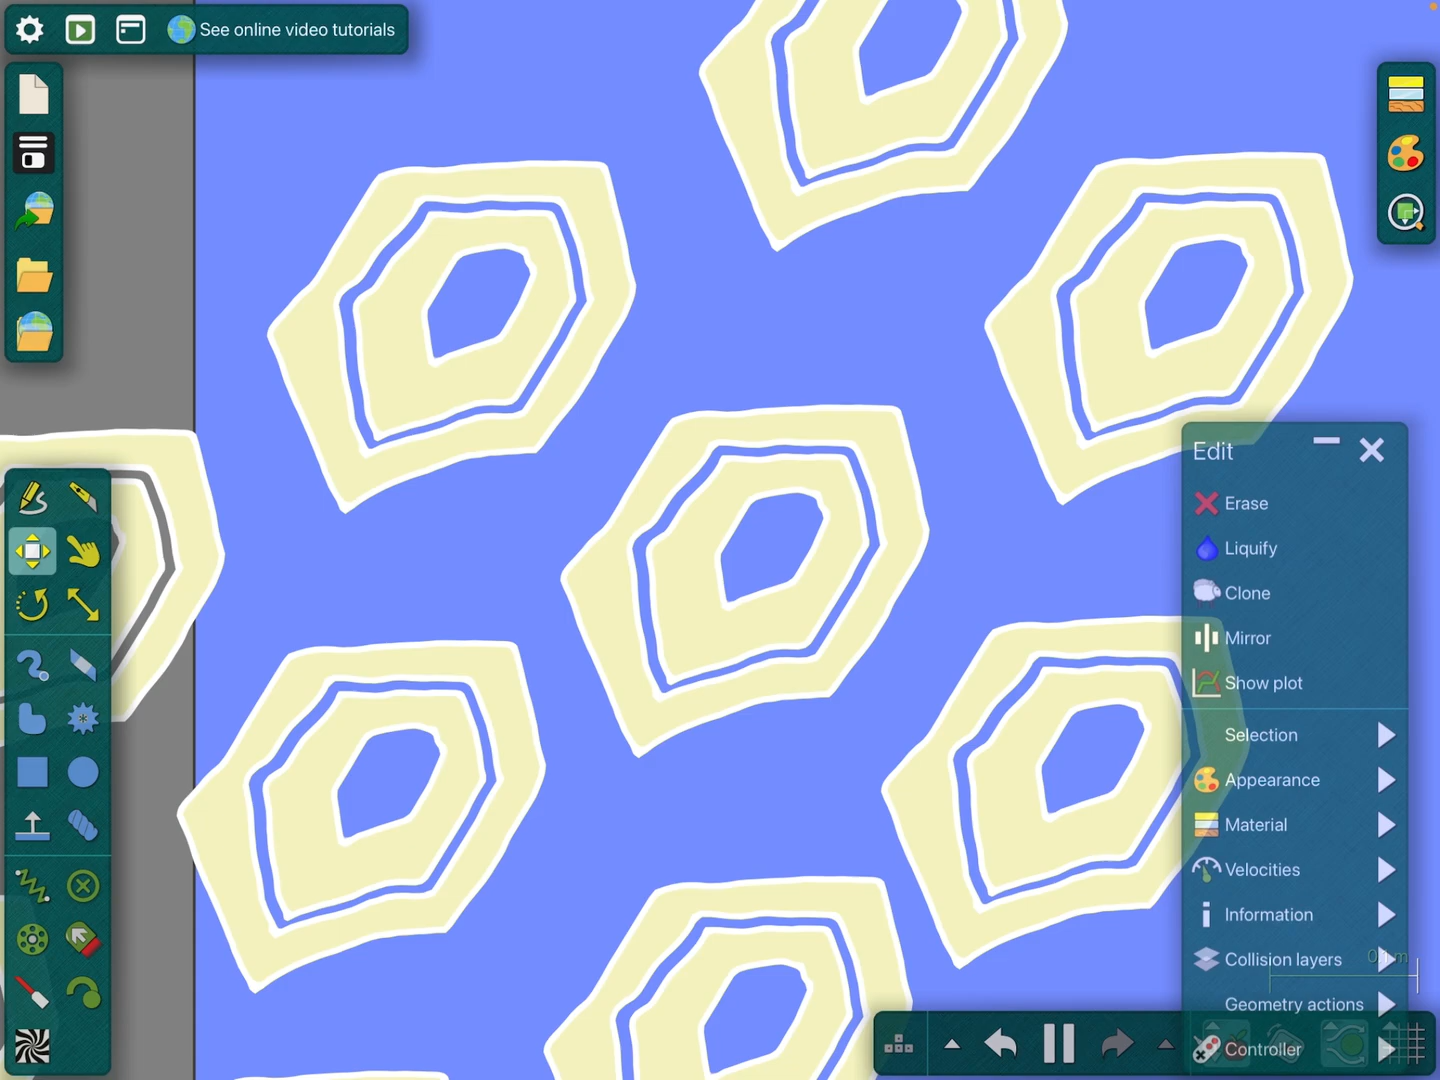 See online video tutorials
Edit
Erase
Liquify
Clone
Mirror
Show plot
Selection
Appearance
Material
Velocities
Information
Collision layers
Geometry actions
Controller